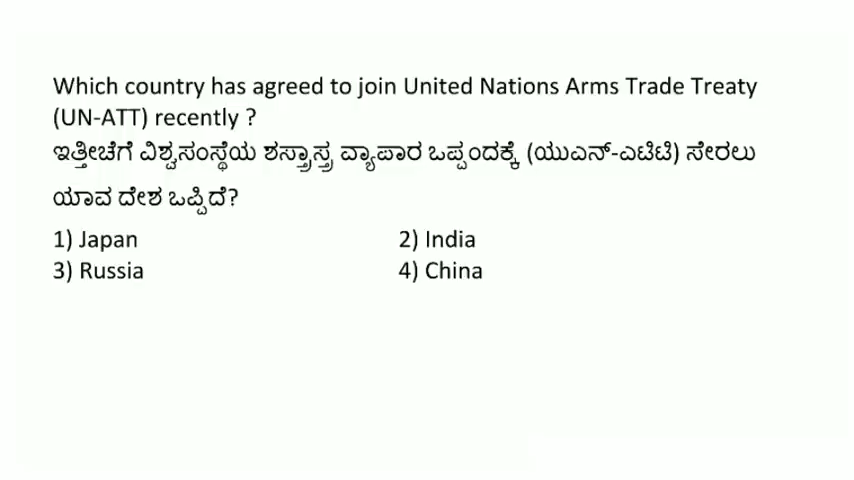 Which country has agreed to join United Nations Arms Trade Treaty
(UN-ATT) recently ?
ಇತ್ತೀಚೆಗೆ ವಿಶ್ವಸಂಸ್ಥೆಯ ಶಸ್ತ್ರಾಸ್ತ್ರ ವ್ಯಾಪಾರ ಒಪ್ಪಂದಕ್ಕೆ (ಯುಎನ್-ಎಟಿಟಿ) ಸೇರಲು
ಯಾವ ದೇಶ ಒಪ್ಪಿದೆ?
1) Japan 2) India
3) Russia 4) China